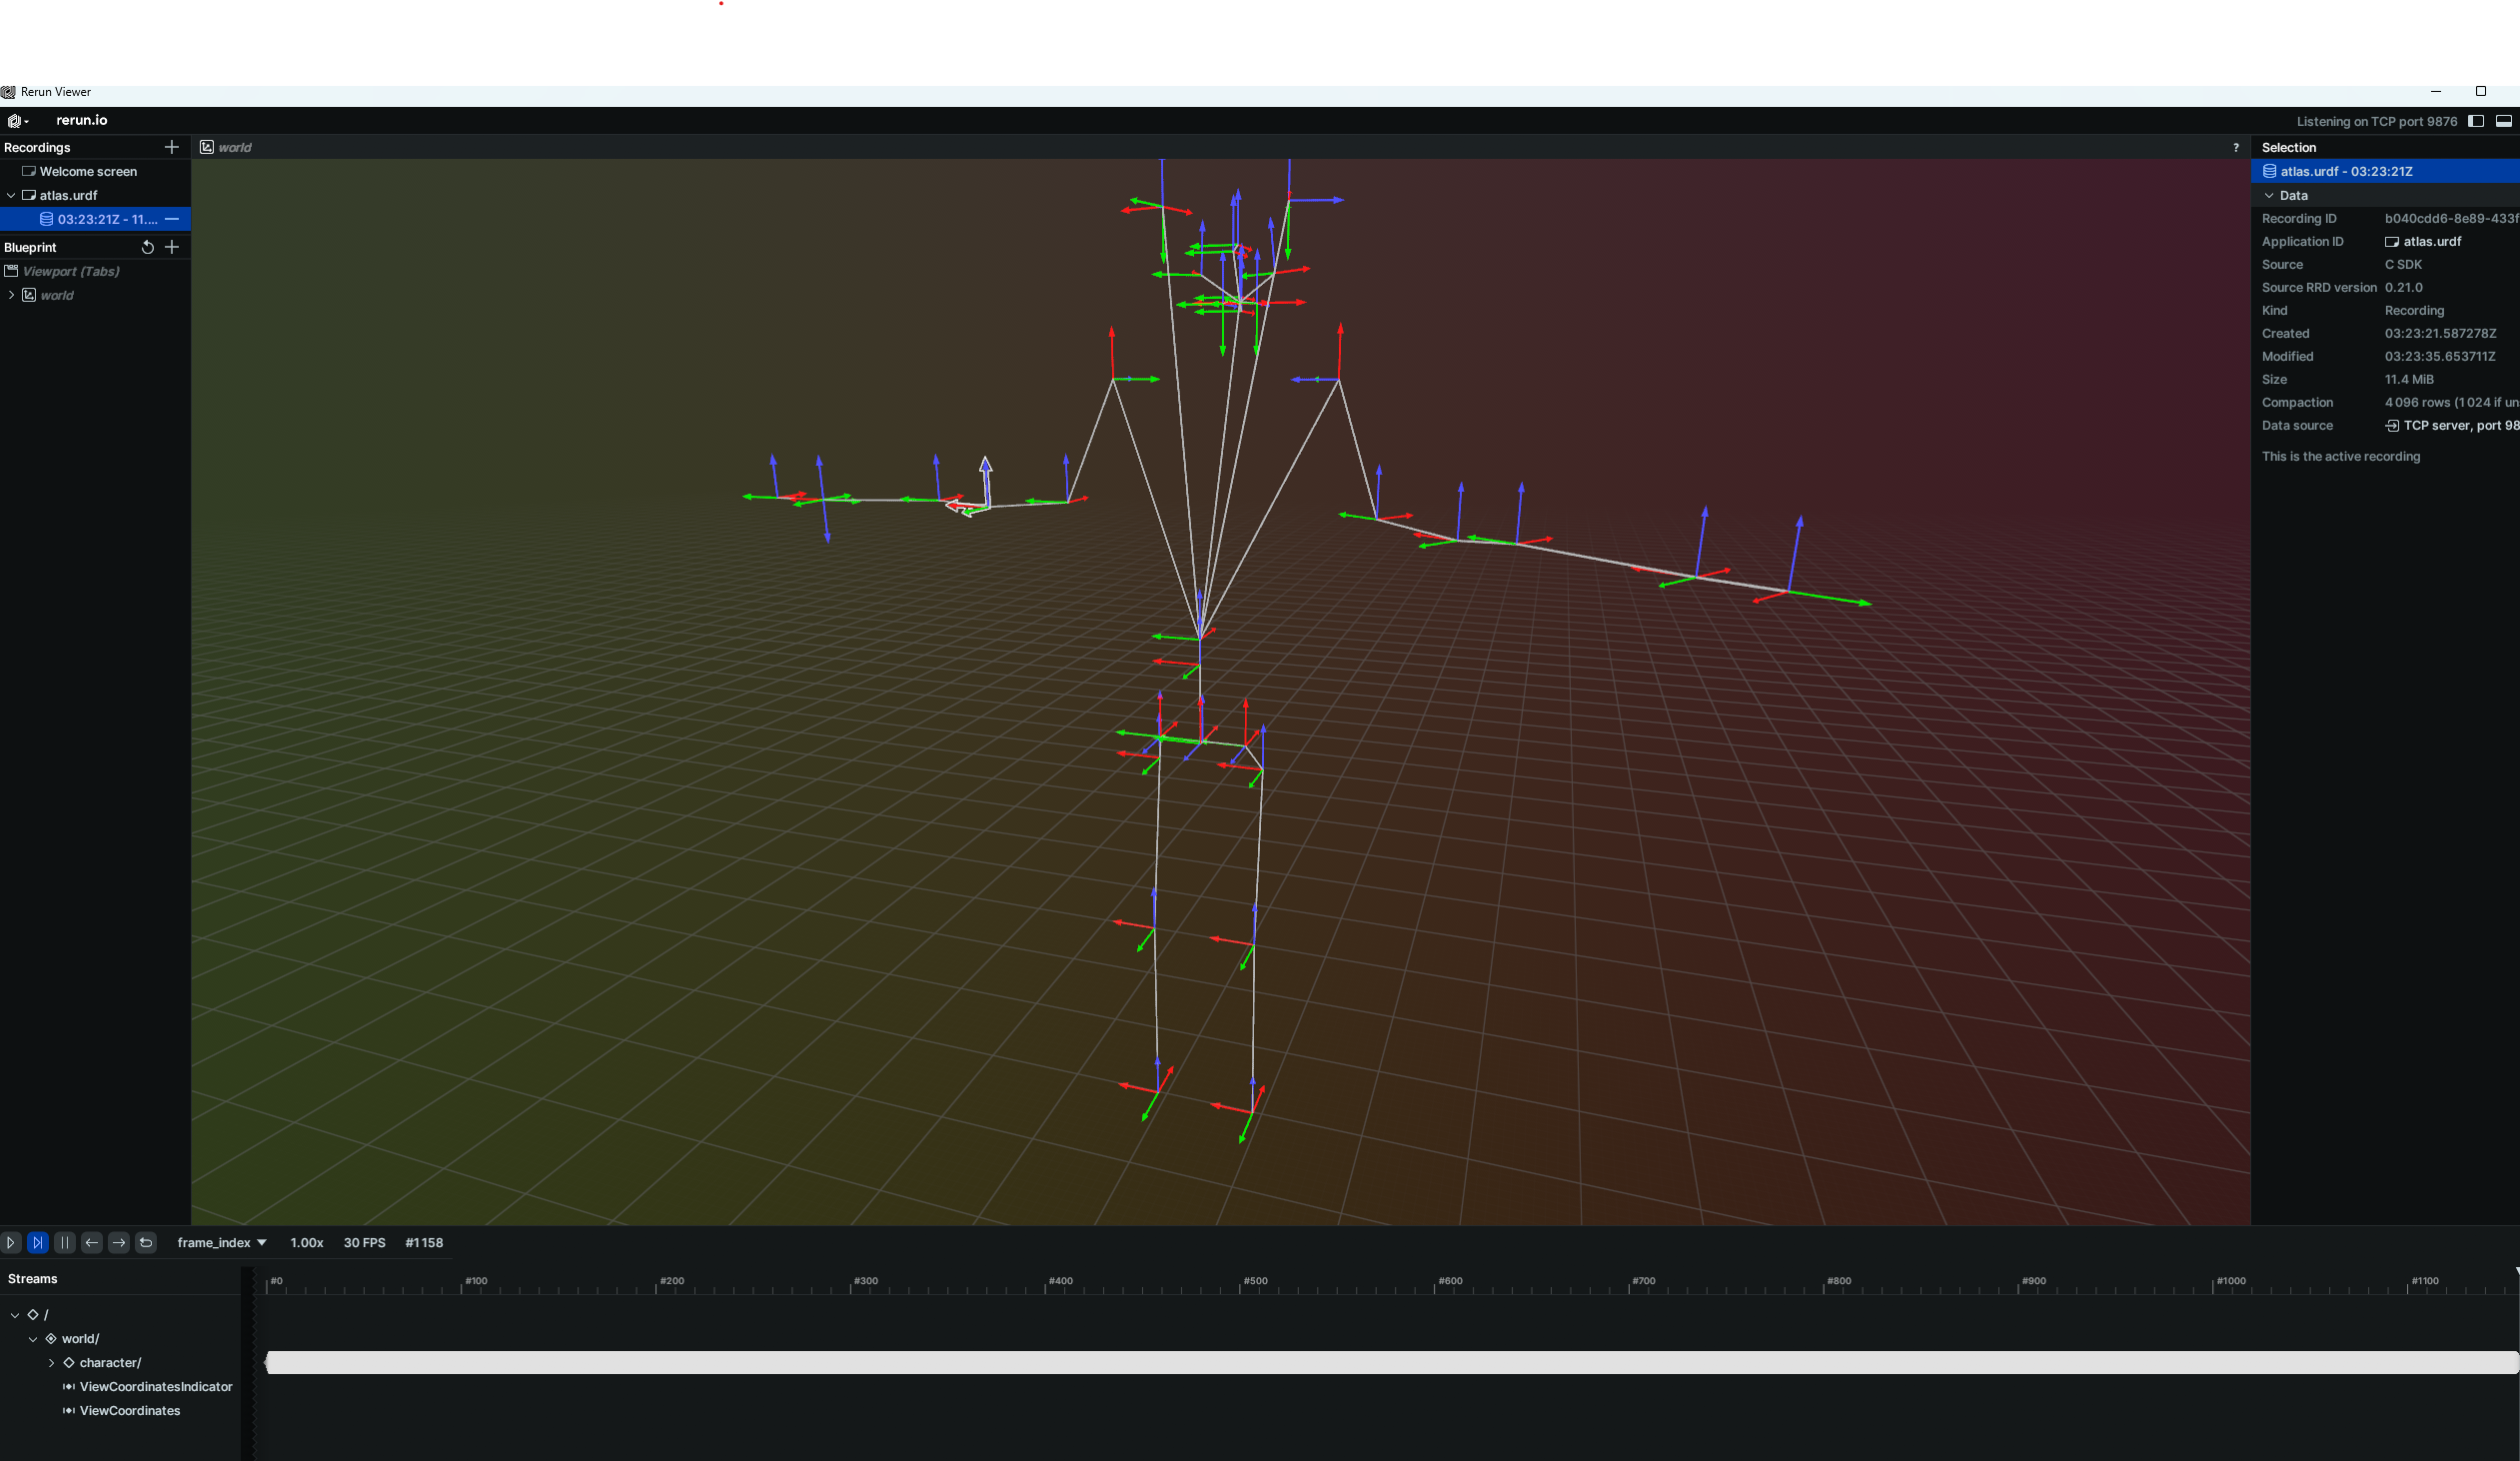 Rerun Viewer
rerun.io
Listening on TCP port 9876
Recordings
Welcome screen
atlas.urdf
03:23:21Z - 11....
Blueprint
Viewport (Tabs)
world
world
?
Selection
atlas.urdf - 03:23:21Z
Data
Recording ID b040cdd6-8e89-433f
Application ID atlas.urdf
Source C SDK
Source RRD version 0.21.0
Kind Recording
Created 03:23:21.587278Z
Modified 03:23:35.653711Z
Size 11.4 MiB
Compaction 4 096 rows (1 024 if un
Data source TCP server, port 98
This is the active recording
frame_index 1.00x 30 FPS #1 158
Streams
#0 #100 #200 #300 #400 #500 #600 #700 #800 #900 #1000 #1100
/
world/
character/
ViewCoordinatesIndicator
ViewCoordinates